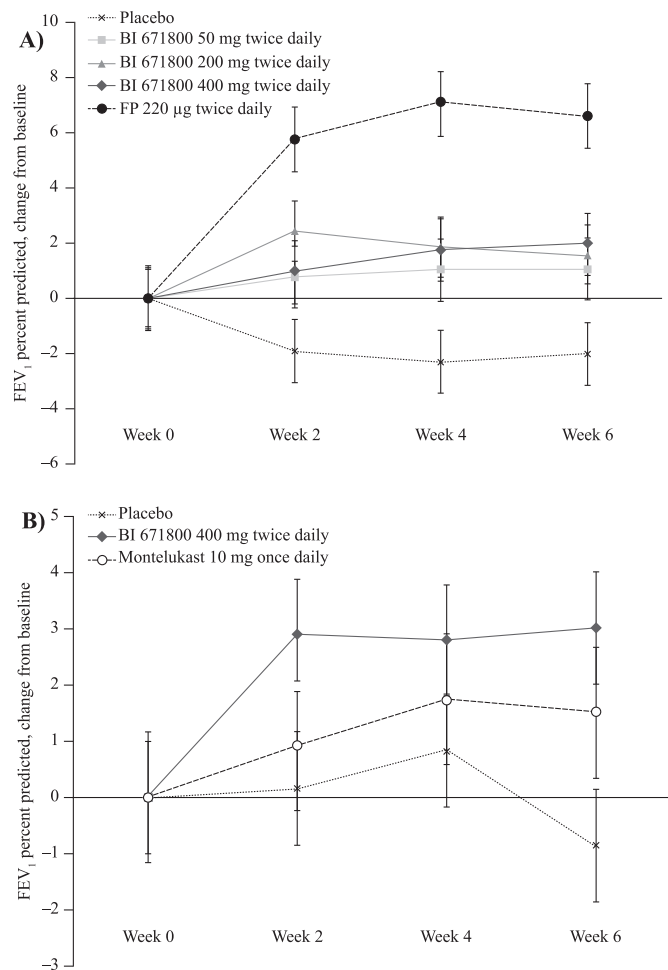 A)
Placebo
BI 671800 50 mg twice daily
BI 671800 200 mg twice daily
BI 671800 400 mg twice daily
FP 220 µg twice daily
FEV₁ percent predicted, change from baseline
10
8
6
4
2
0
−2
−4
−6
Week 0 Week 2 Week 4 Week 6
B)
Placebo
BI 671800 400 mg twice daily
Montelukast 10 mg once daily
FEV₁ percent predicted, change from baseline
5
4
3
2
1
0
−1
−2
−3
Week 0 Week 2 Week 4 Week 6